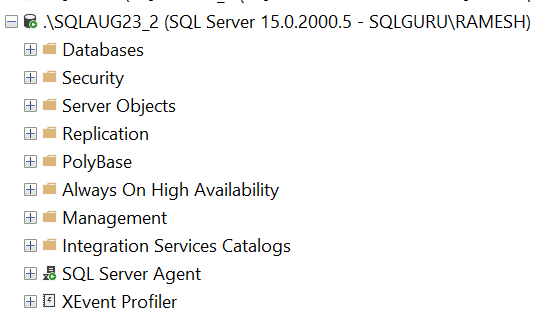 .\SQLAUG23_2 (SQL Server 15.0.2000.5 - SQLGURU\RAMESH)
Databases
Security
Server Objects
Replication
PolyBase
Always On High Availability
Management
Integration Services Catalogs
SQL Server Agent
XEvent Profiler